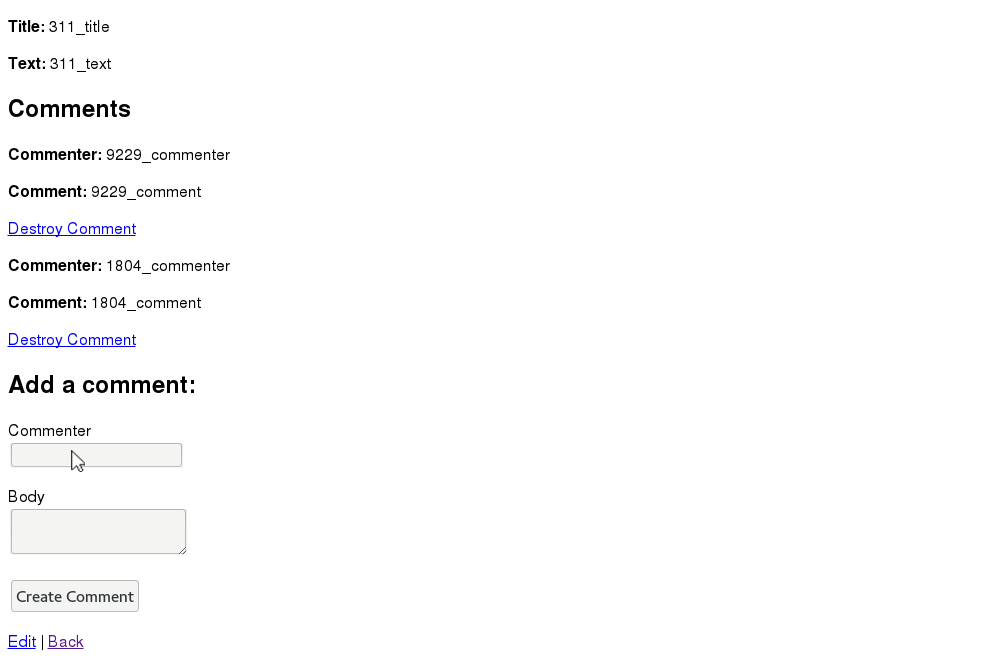 Title: 311_title
Text: 311_text
Comments
Commenter: 9229_commenter
Comment: 9229_comment
Destroy Comment
Commenter: 1804_commenter
Comment: 1804_comment
Destroy Comment
Add a comment:
Commenter
Body
Create Comment
Edit | Back